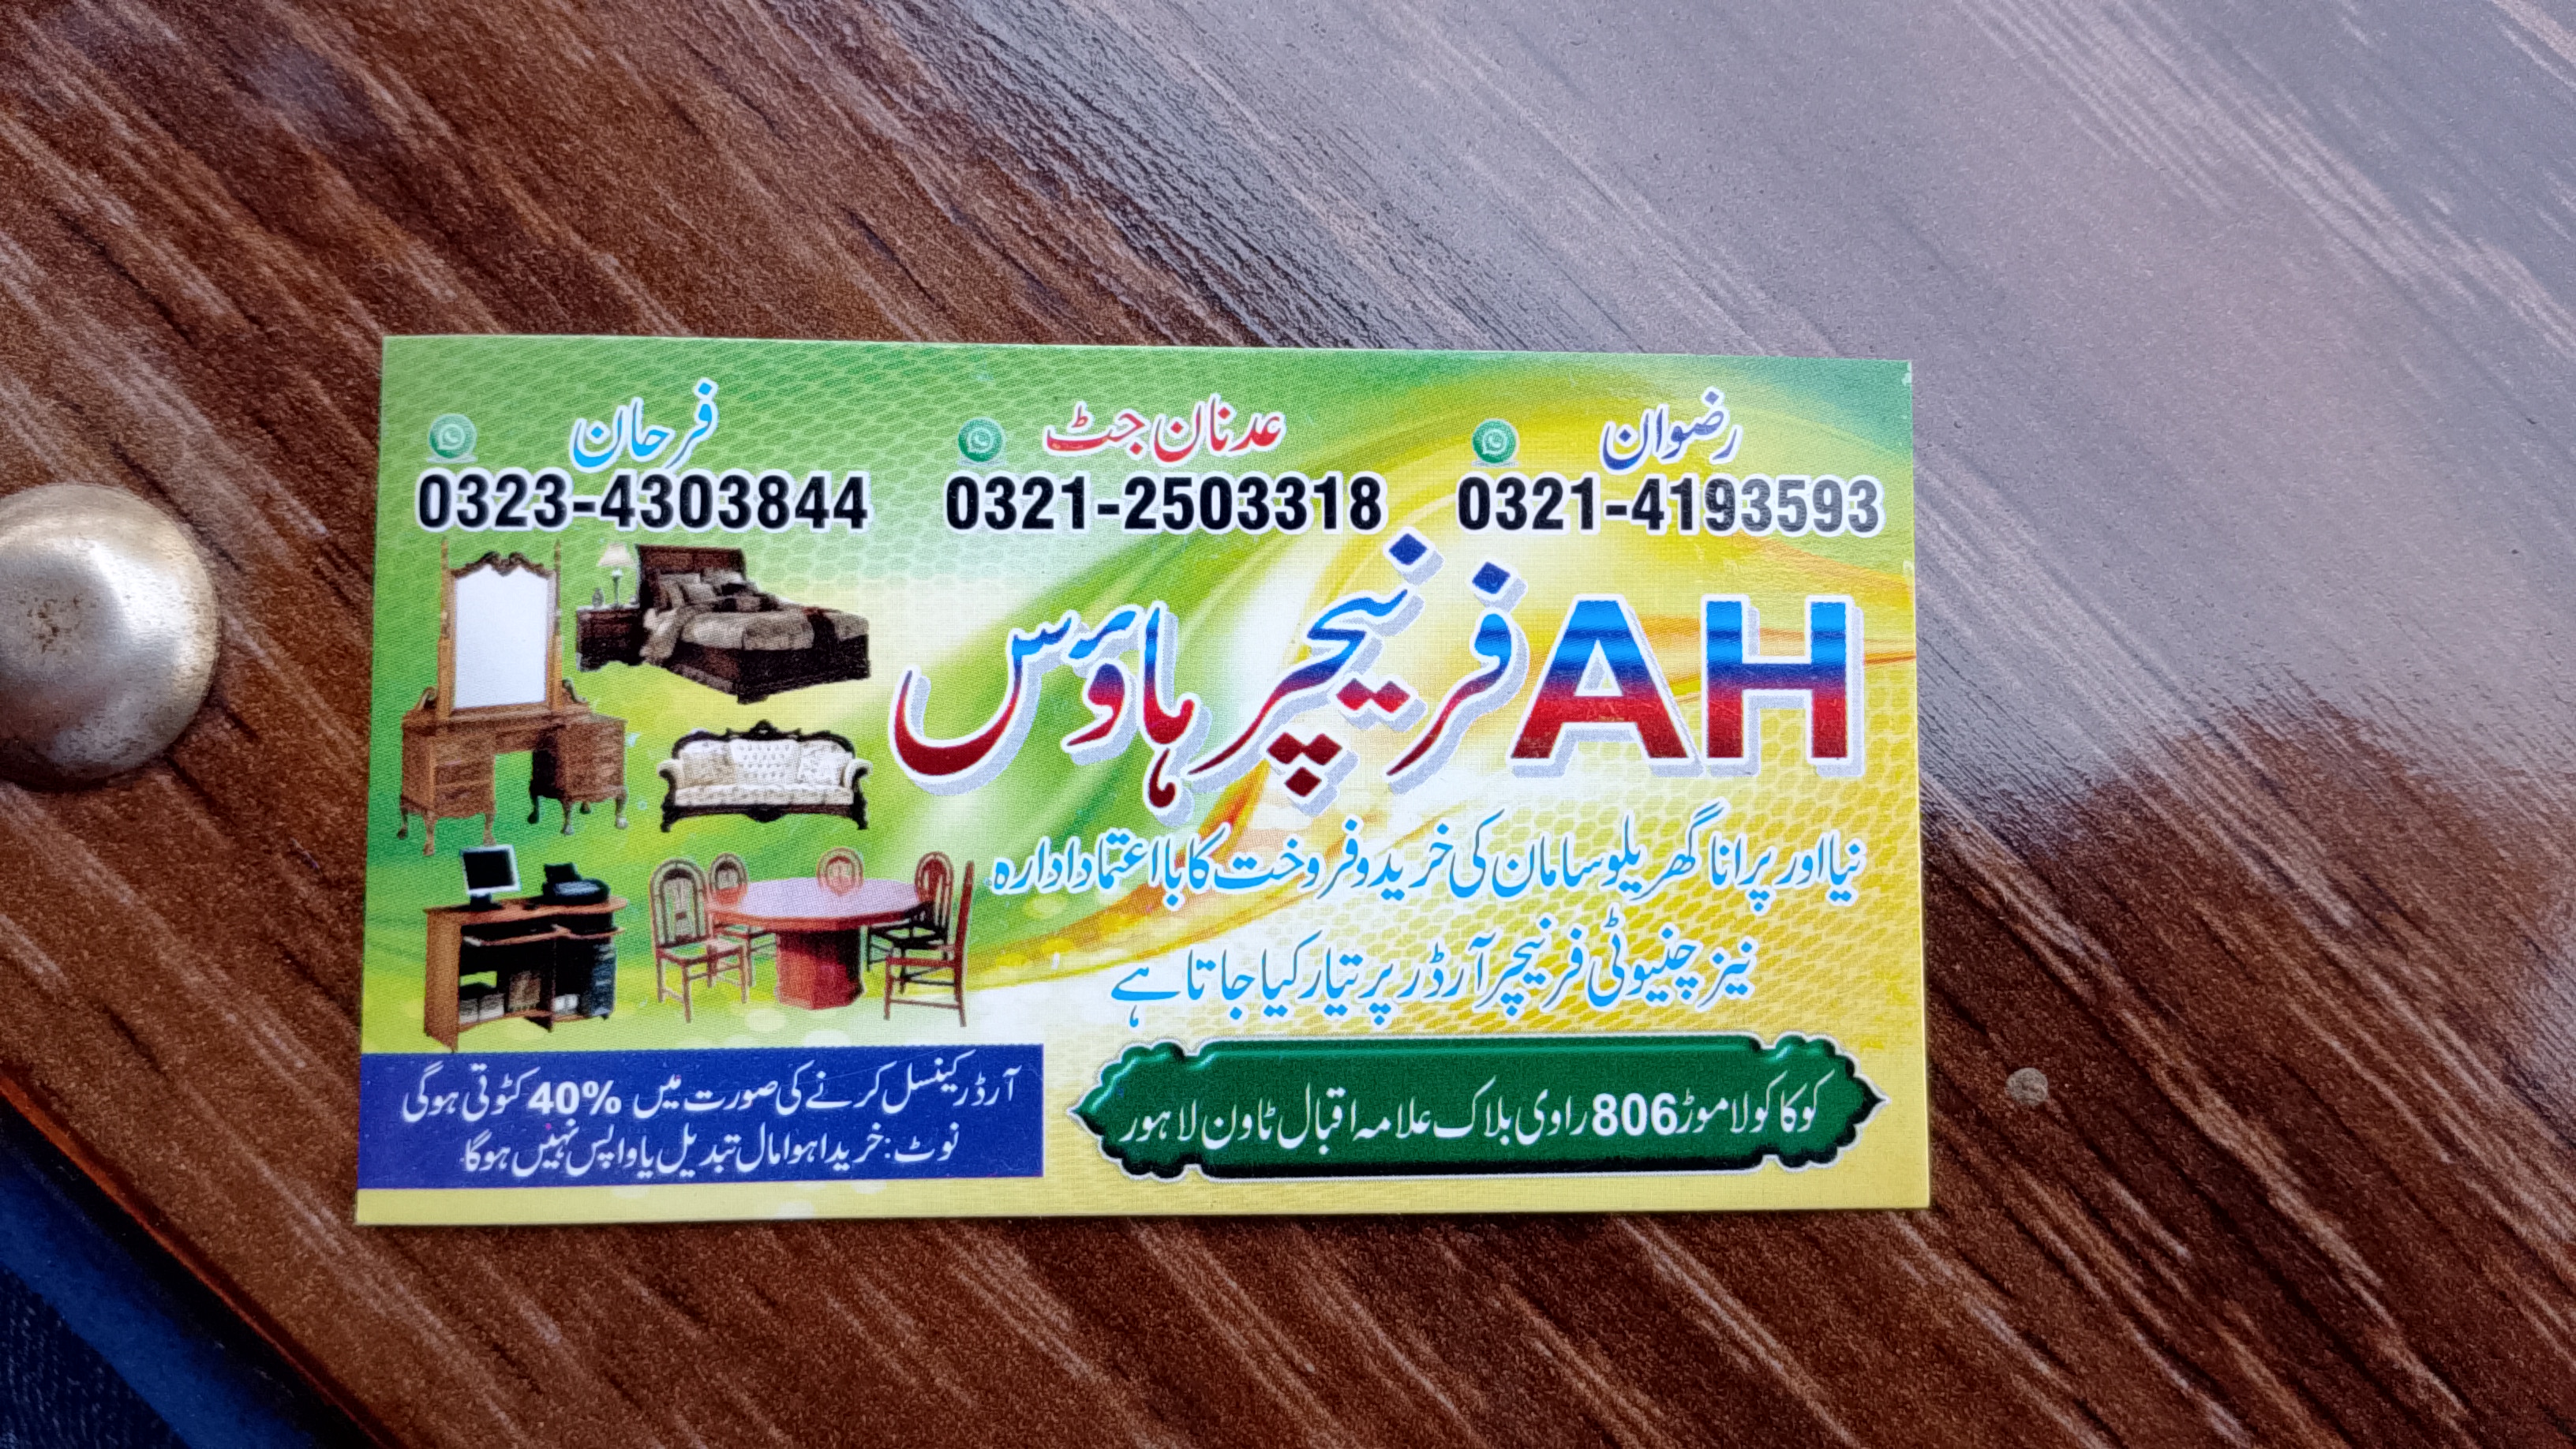 رضوان عدنان جٹ فرحان
0321-4193593 0321-2503318 0323-4303844
AH فرنیچر ہاؤس
نیا اور پرانا گھریلو سامان کی خرید و فروخت کا با اعتماد ادارہ
نیز چنیوٹی فرنیچر آرڈر پر تیار کیا جاتا ہے
کوکا کولا موڑ 806 راوی بلاک علامہ اقبال ٹاون لاہور
آرڈر کینسل کرنے کی صورت میں 40% کٹوتی ہوگی
نوٹ: خریدا ہوا مال تبدیل یا واپس نہیں ہوگا